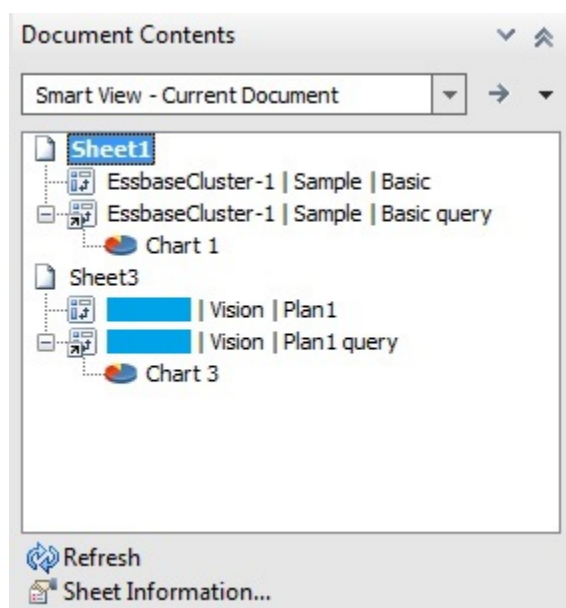 Document Contents
Smart View - Current Document
Sheet1
EssbaseCluster-1 | Sample | Basic
EssbaseCluster-1 | Sample | Basic query
Chart 1
Sheet3
| Vision | Plan1
| Vision | Plan1 query
Chart 3
Refresh
Sheet Information...